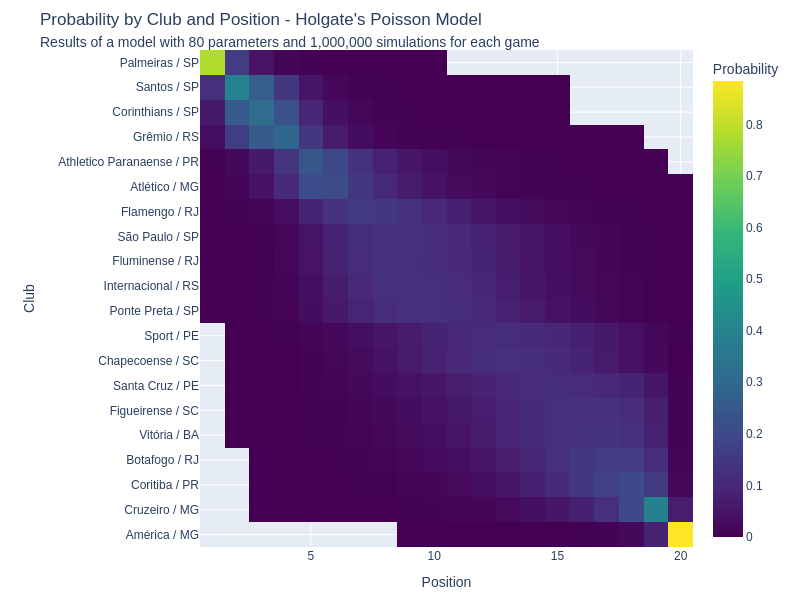 Probability by Club and Position - Holgate's Poisson Model
Results of a model with 80 parameters and 1,000,000 simulations for each game
Probability
Palmeiras / SP
Santos / SP
Corinthians / SP
Grêmio / RS
Athletico Paranaense / PR
Atlético / MG
Flamengo / RJ
São Paulo / SP
Fluminense / RJ
Internacional / RS
Ponte Preta / SP
Sport / PE
Chapecoense / SC
Santa Cruz / PE
Figueirense / SC
Vitória / BA
Botafogo / RJ
Coritiba / PR
Cruzeiro / MG
América / MG
Club
5
10
15
20
Position
0.8
0.7
0.6
0.5
0.4
0.3
0.2
0.1
0